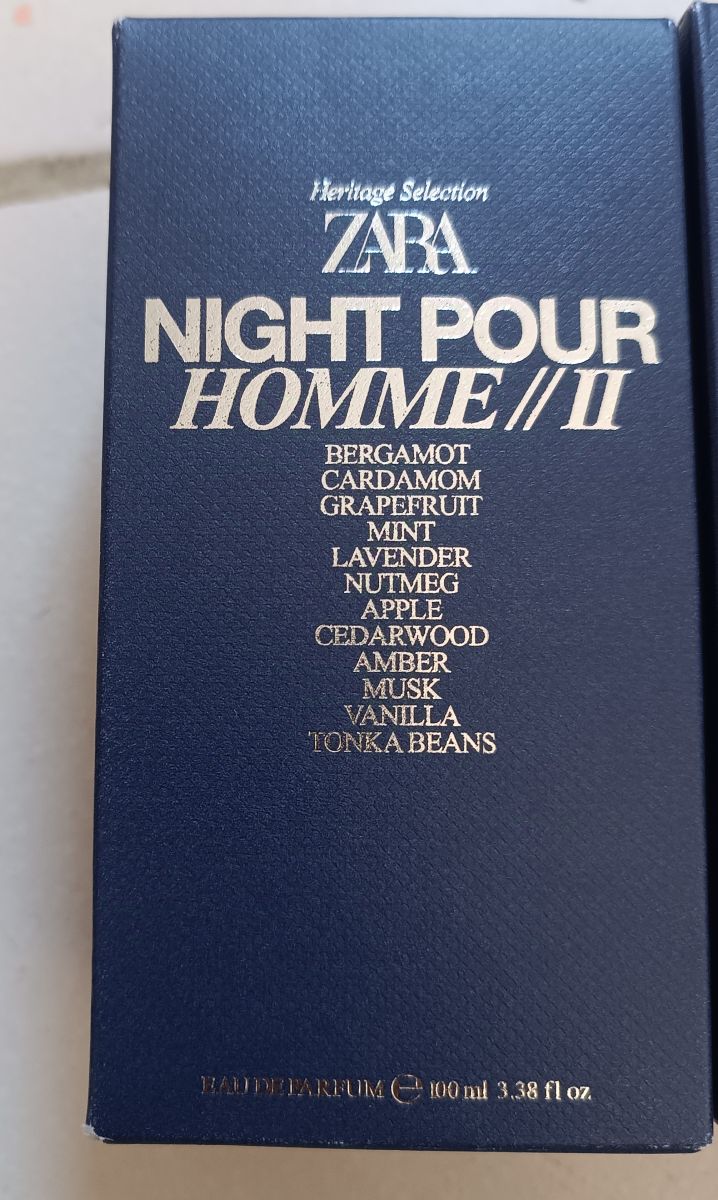 Heritage Selection
ZARA
NIGHT POUR
HOMME//II
BERGAMOT
CARDAMOM
GRAPEFRUIT
MINT
LAVENDER
NUTMEG
APPLE
CEDARWOOD
AMBER
MUSK
VANILLA
TONKA BEANS
EAU DE PARFUM ℮ 100 ml 3.38 fl oz